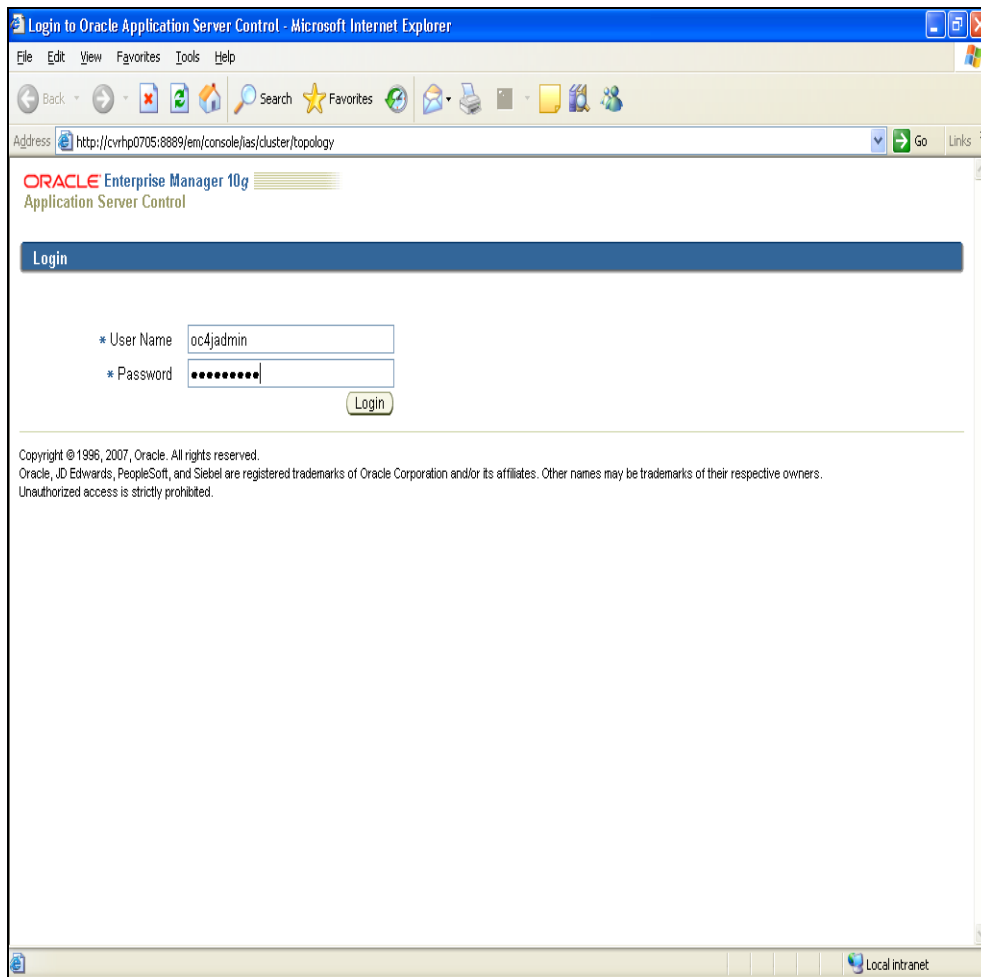 Login to Oracle Application Server Control - Microsoft Internet Explorer
File Edit View Favorites Tools Help
Back Search Favorites
Address http://cvrhp0705:8889/em/console/ias/cluster/topology Go Links
ORACLE Enterprise Manager 10g
Application Server Control
Login
* User Name oc4jadmin
* Password •••••••••
Login
Copyright © 1996, 2007, Oracle. All rights reserved.
Oracle, JD Edwards, PeopleSoft, and Siebel are registered trademarks of Oracle Corporation and/or its affiliates. Other names may be trademarks of their respective owners.
Unauthorized access is strictly prohibited.
Local intranet